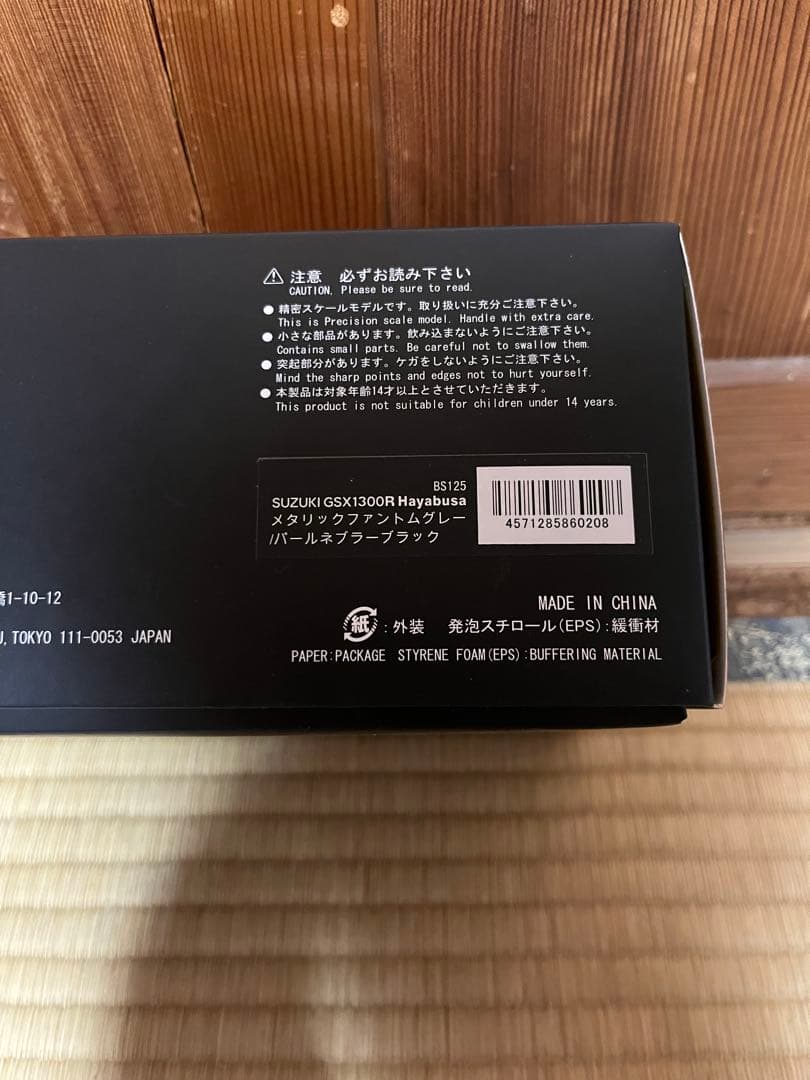 ⚠ 注意 必ずお読み下さい
CAUTION, Please be sure to read.
● 精密スケールモデルです。取り扱いに充分ご注意下さい。
This is Precision scale model. Handle with extra care.
● 小さな部品があります。飲み込まないようにご注意下さい。
Contains small parts. Be careful not to swallow them.
● 突起部分があります。ケガをしないようにご注意下さい。
Mind the sharp points and edges not to hurt yourself.
● 本製品は対象年齢14才以上とさせていただきます。
This product is not suitable for children under 14 years.
BS125
SUZUKI GSX1300R Hayabusa
メタリックファントムグレー
/パールネブラーブラック
4571285860208
橋1-10-12
U, TOKYO 111-0053 JAPAN
MADE IN CHINA
紙:外装 発泡スチロール(EPS):緩衝材
PAPER:PACKAGE STYRENE FOAM(EPS):BUFFERING MATERIAL